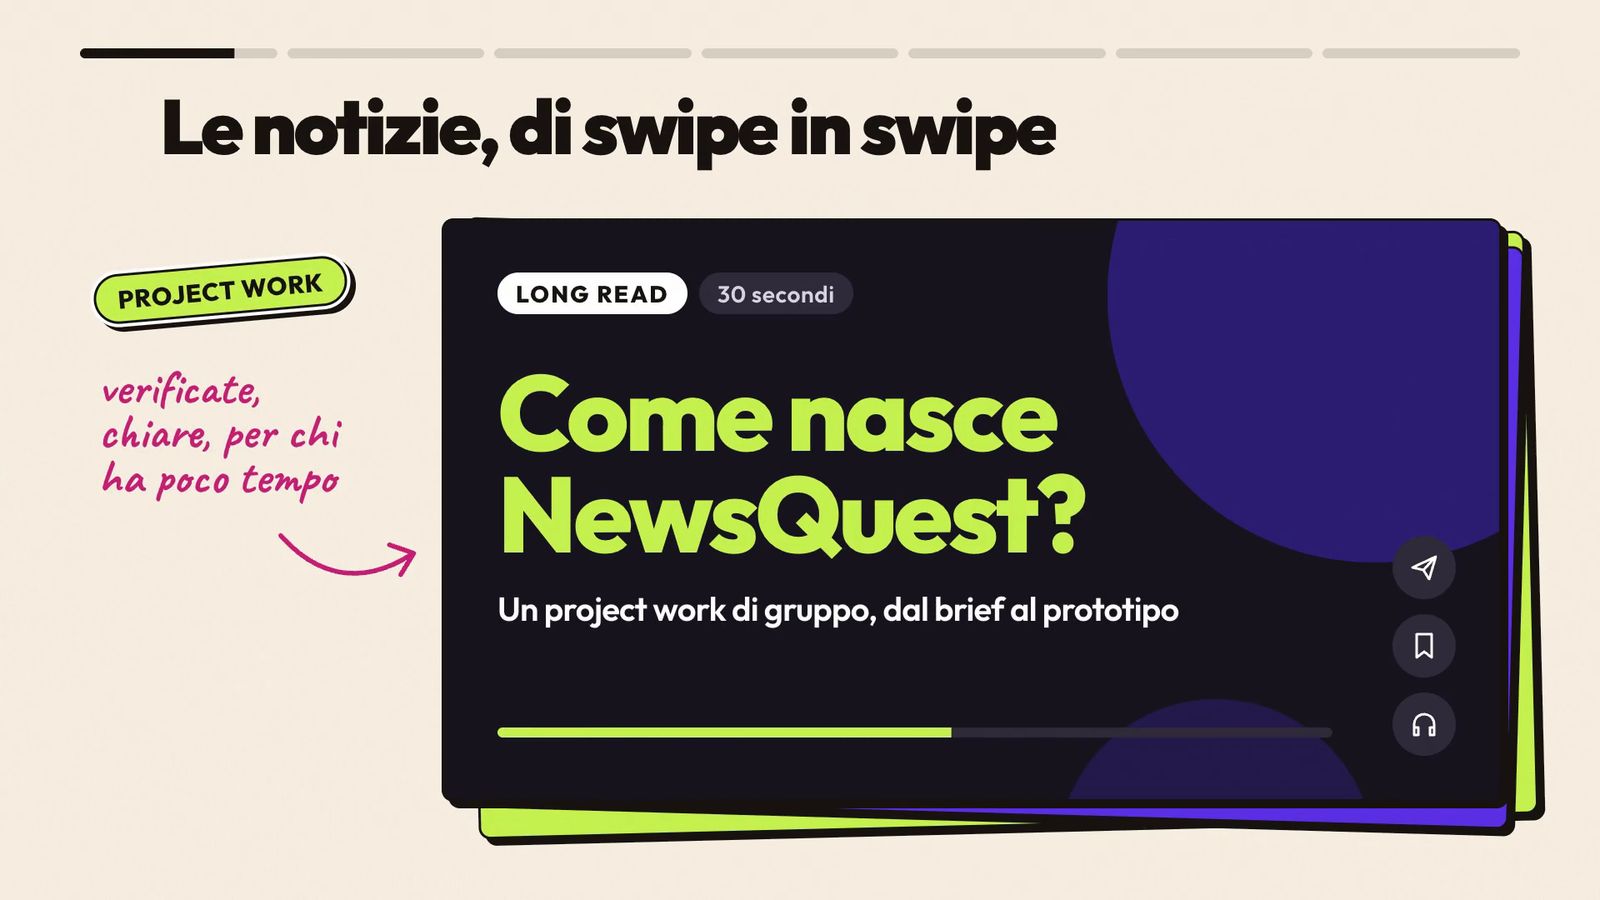 Le notizie, di swipe in swipe
PROJECT WORK
verificate,
chiare, per chi
ha poco tempo
LONG READ
30 secondi
Come nasce
NewsQuest?
Un project work di gruppo, dal brief al prototipo